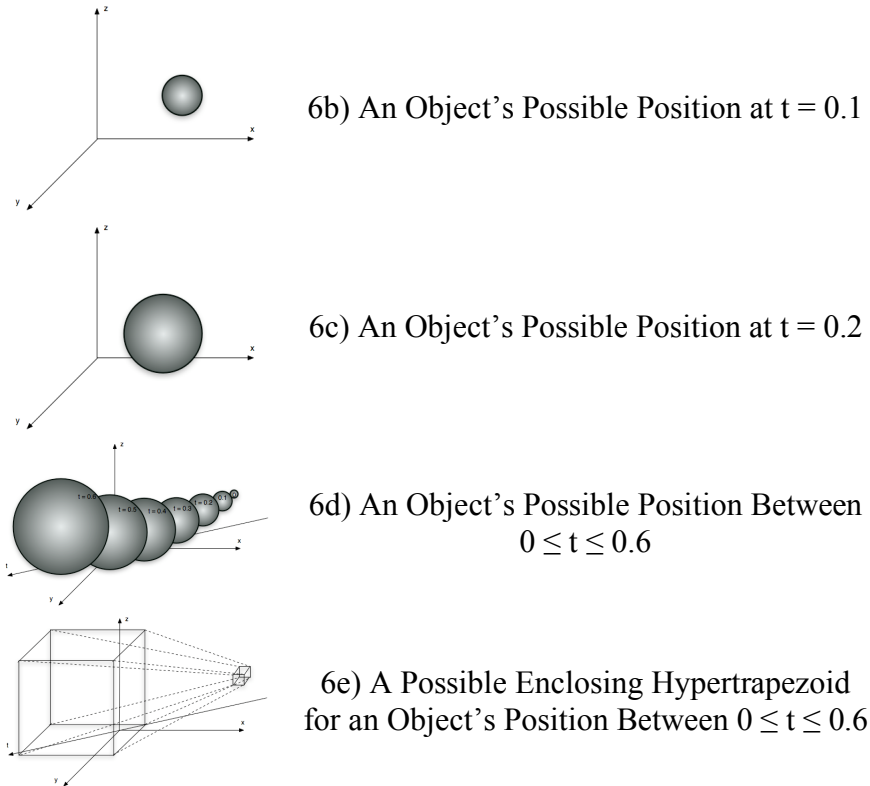 z
6b) An Object's Possible Position at t = 0.1
x
y
z
6c) An Object's Possible Position at t = 0.2
x
y
z
t = 0.6
t = 0.5
t = 0.4
t = 0.3
t = 0.2
0.1
6d) An Object's Possible Position Between
0 ≤ t ≤ 0.6
x
t
y
z
6e) A Possible Enclosing Hypertrapezoid
for an Object's Position Between 0 ≤ t ≤ 0.6
x
t
y